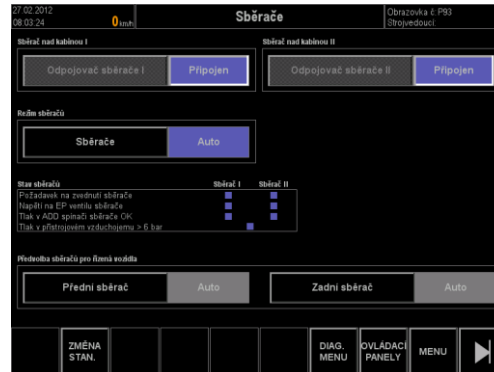 27.02.2012
08:03:24
0 km/h
Sběrače
Obrazovka č. P93
Strojvedoucí:
Sběrač nad kabinou I
Sběrač nad kabinou II
Odpojovač sběrače I
Připojen
Odpojovač sběrače II
Připojen
Režim sběračů
Sběrače
Auto
Stav sběračů
Sběrač I
Sběrač II
Požadavek na zvednutí sběrače
Napětí na EP ventilu sběrače
Tlak v ADD spínači sběrače OK
Tlak v přístrojovém vzduchojemu > 6 bar
Předvolba sběračů pro řízená vozidla
Přední sběrač
Auto
Zadní sběrač
Auto
ZMĚNA
STAN.
DIAG.
MENU
OVLÁDACÍ
PANELY
MENU